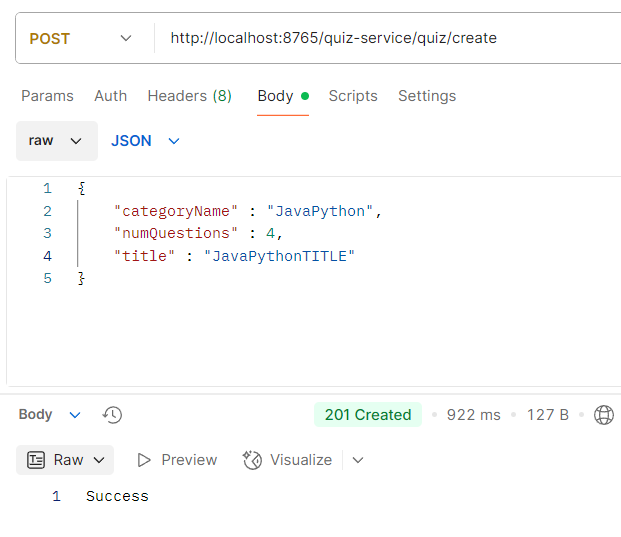 POST http://localhost:8765/quiz-service/quiz/create
Params Auth Headers (8) Body Scripts Settings
raw JSON
1 {
2 "categoryName" : "JavaPython",
3 "numQuestions" : 4,
4 "title" : "JavaPythonTITLE"
5 }
Body 201 Created 922 ms 127 B
Raw Preview Visualize
1 Success